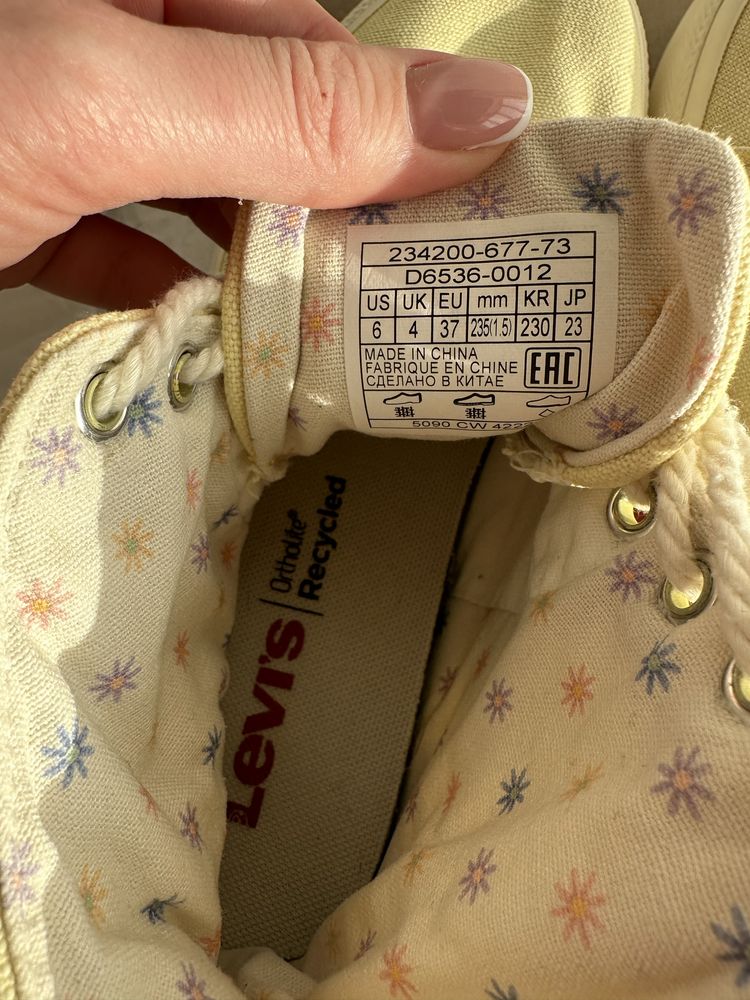 234200-677-73
D6536-0012
US UK EU mm KR JP
6 4 37 235(1.5) 230 23
MADE IN CHINA
FABRIQUE EN CHINE
СДЕЛАНО В КИТАЕ
EAC
5090 CW
Levi's
OrthoLite®
Recycled